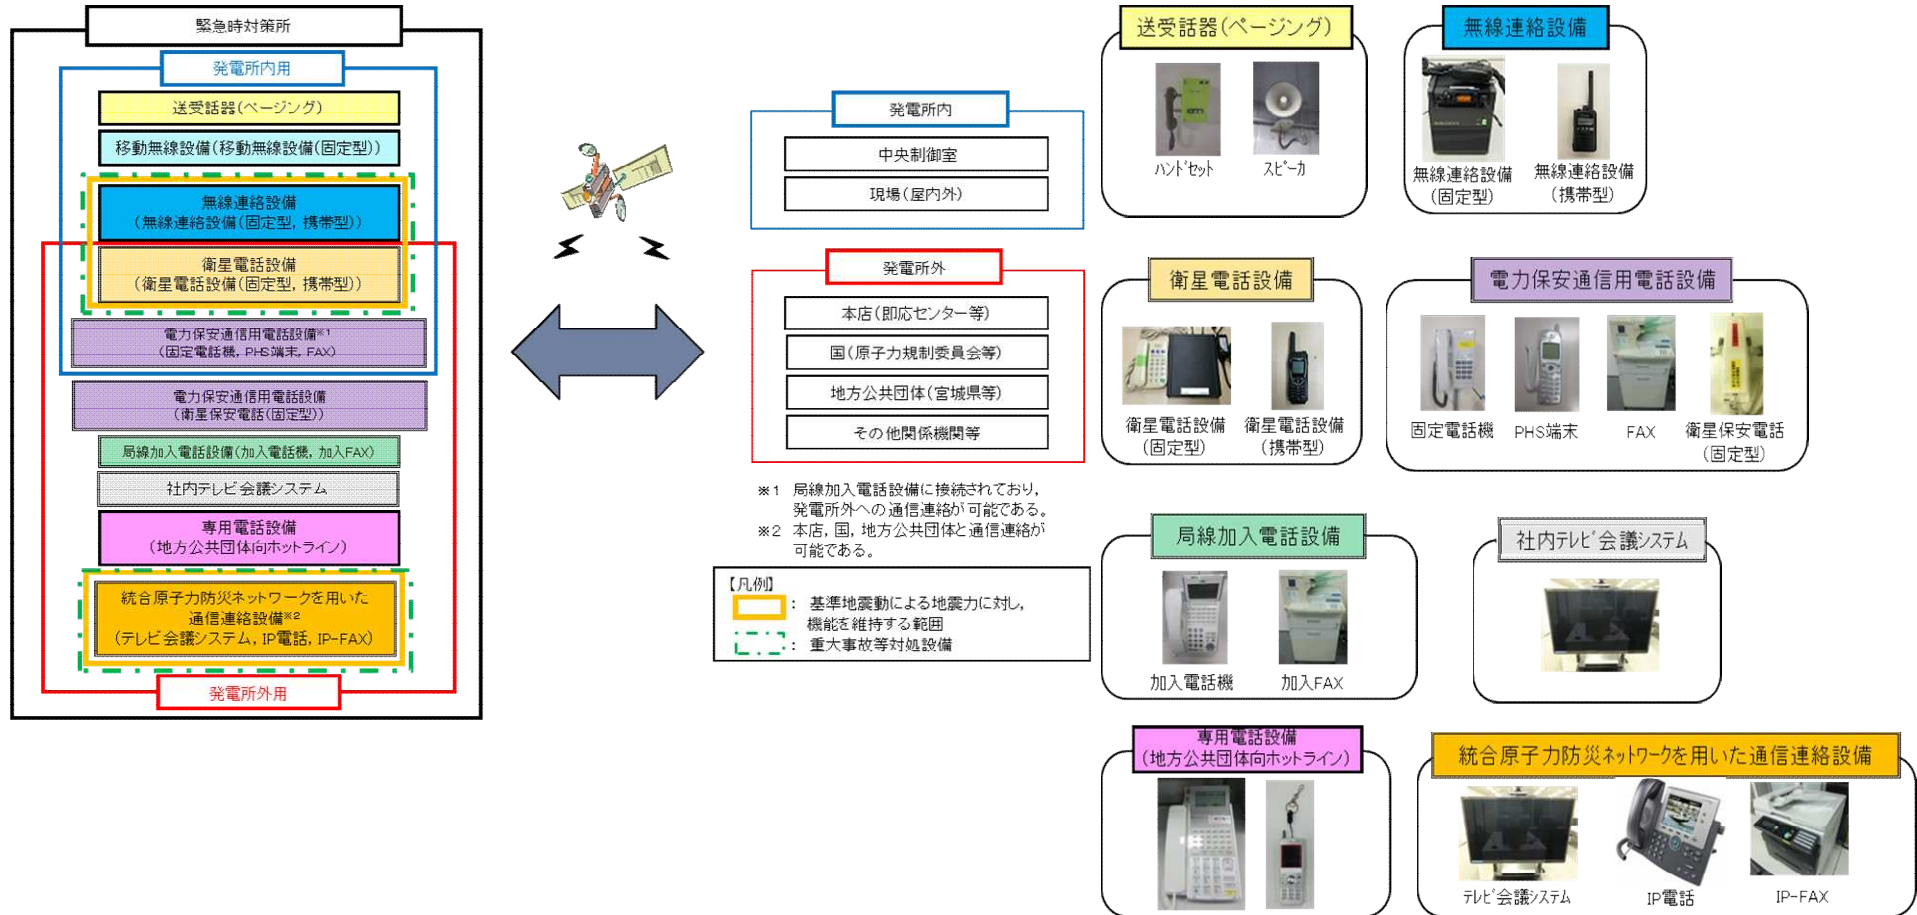 緊急時対策所
発電所内用
送受話器(ページング)
移動無線設備(移動無線設備(固定型))
無線連絡設備
(無線連絡設備(固定型, 携帯型))
衛星電話設備
(衛星電話設備(固定型, 携帯型))
電力保安通信用電話設備※1
(固定電話機, PHS端末, FAX)
電力保安通信用電話設備
(衛星保安電話(固定型))
局線加入電話設備(加入電話機, 加入FAX)
社内テレビ会議システム
専用電話設備
(地方公共団体向ホットライン)
統合原子力防災ネットワークを用いた
通信連絡設備※2
(テレビ会議システム, IP電話, IP-FAX)
発電所外用
発電所内
中央制御室
現場(屋内外)
発電所外
本店(即応センター等)
国(原子力規制委員会等)
地方公共団体(宮城県等)
その他関係機関等
※1 局線加入電話設備に接続されており,
発電所外への通信連絡が可能である。
※2 本店, 国, 地方公共団体と通信連絡が
可能である。
【凡例】
: 基準地震動による地震力に対し,
機能を維持する範囲
: 重大事故等対処設備
送受話器(ページング)
ハンドセット
スピーカ
無線連絡設備
無線連絡設備
(固定型)
無線連絡設備
(携帯型)
衛星電話設備
衛星電話設備
(固定型)
衛星電話設備
(携帯型)
電力保安通信用電話設備
固定電話機
PHS端末
FAX
衛星保安電話
(固定型)
局線加入電話設備
加入電話機
加入FAX
社内テレビ会議システム
専用電話設備
(地方公共団体向ホットライン)
統合原子力防災ネットワークを用いた通信連絡設備
テレビ会議システム
IP電話
IP-FAX